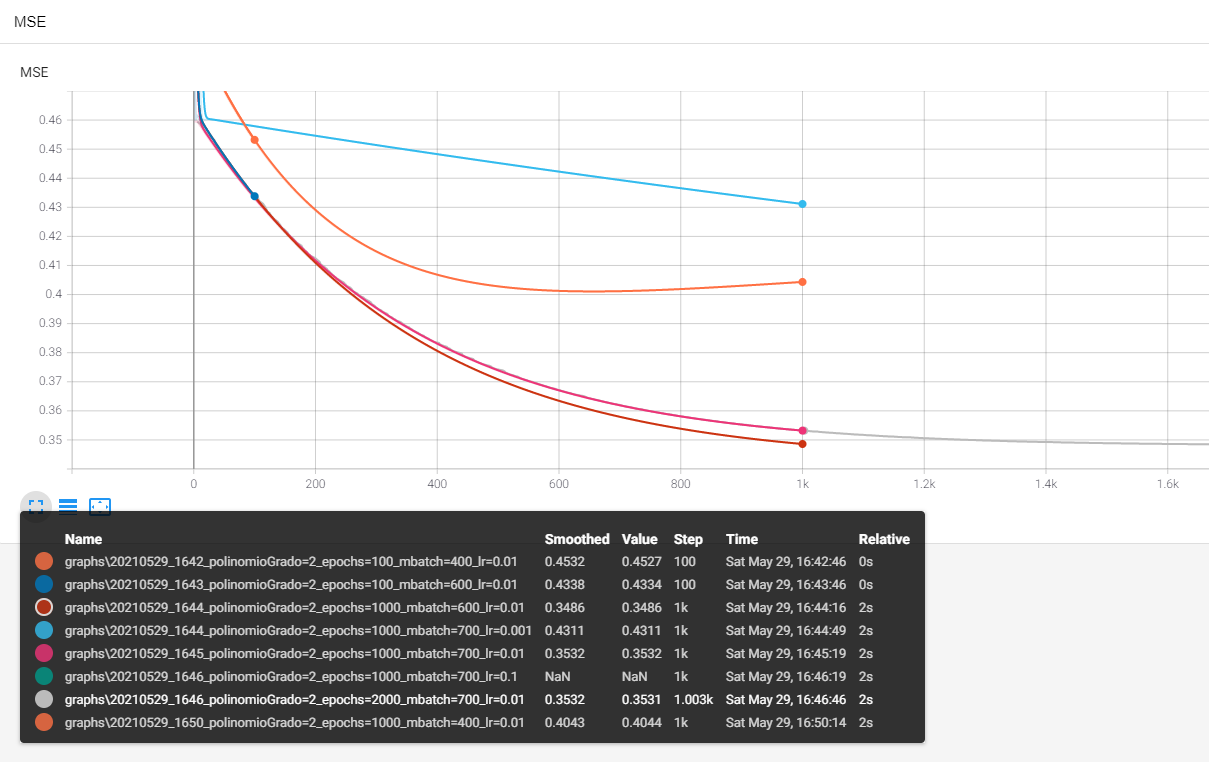 MSE
MSE
0.46
0.45
0.44
0.43
0.42
0.41
0.4
0.39
0.38
0.37
0.36
0.35
0 200 400 600 800 1k 1.2k 1.4k 1.6k
Name Smoothed Value Step Time Relative
graphs\20210529_1642_polinomioGrado=2_epochs=100_mbatch=400_lr=0.01 0.4532 0.4527 100 Sat May 29, 16:42:46 0s
graphs\20210529_1643_polinomioGrado=2_epochs=100_mbatch=600_lr=0.01 0.4338 0.4334 100 Sat May 29, 16:43:46 0s
graphs\20210529_1644_polinomioGrado=2_epochs=1000_mbatch=600_lr=0.01 0.3486 0.3486 1k Sat May 29, 16:44:16 2s
graphs\20210529_1644_polinomioGrado=2_epochs=1000_mbatch=700_lr=0.001 0.4311 0.4311 1k Sat May 29, 16:44:49 2s
graphs\20210529_1645_polinomioGrado=2_epochs=1000_mbatch=700_lr=0.01 0.3532 0.3532 1k Sat May 29, 16:45:19 2s
graphs\20210529_1646_polinomioGrado=2_epochs=1000_mbatch=700_lr=0.1 NaN NaN 1k Sat May 29, 16:46:19 2s
graphs\20210529_1646_polinomioGrado=2_epochs=2000_mbatch=700_lr=0.01 0.3532 0.3531 1.003k Sat May 29, 16:46:46 2s
graphs\20210529_1650_polinomioGrado=2_epochs=1000_mbatch=400_lr=0.01 0.4043 0.4044 1k Sat May 29, 16:50:14 2s